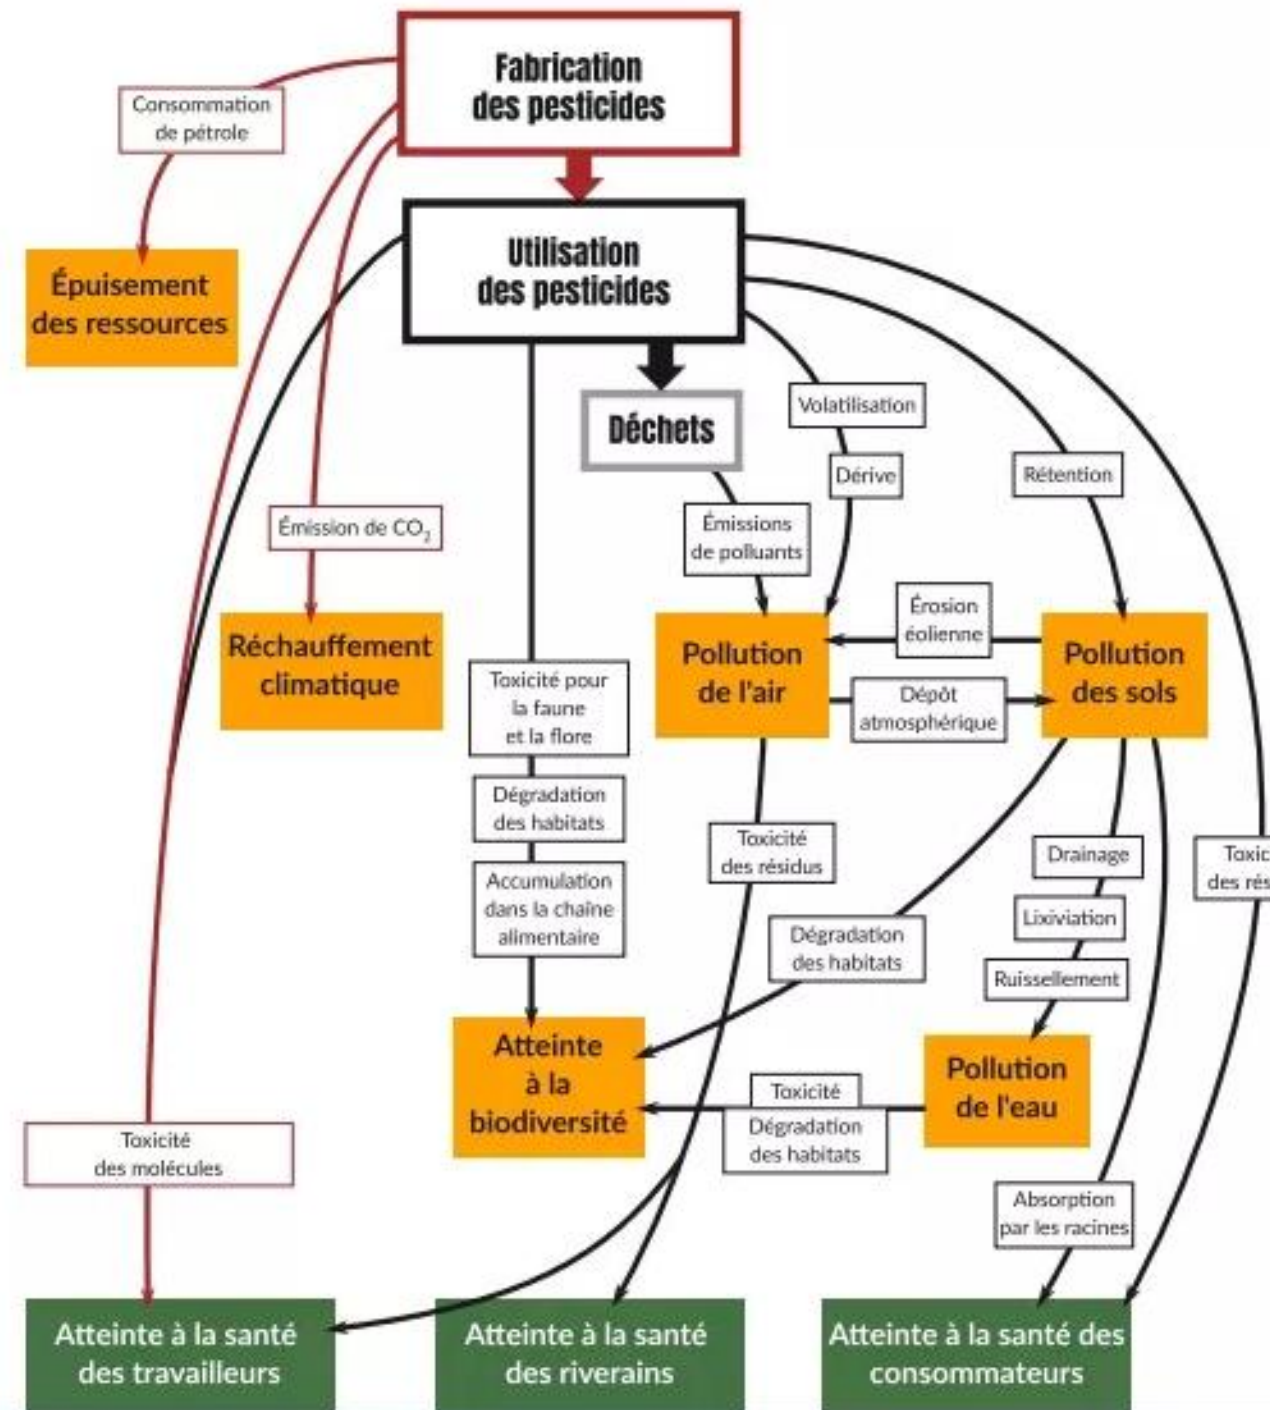 Fabrication
des pesticides
Consommation
de pétrole
Utilisation
des pesticides
Épuisement
des ressources
Déchets
Volatilisation
Dérive
Rétention
Émission de CO₂
Émissions
de polluants
Érosion
éolienne
Réchauffement
climatique
Pollution
de l'air
Pollution
des sols
Dépôt
atmosphérique
Toxicité pour
la faune
et la flore
Dégradation
des habitats
Accumulation
dans la chaîne
alimentaire
Toxicité
des résidus
Drainage
Lixiviation
Ruissellement
Toxic
des rés
Dégradation
des habitats
Atteinte
à la
biodiversité
Pollution
de l'eau
Toxicité
Dégradation
des habitats
Toxicité
des molécules
Absorption
par les racines
Atteinte à la santé
des travailleurs
Atteinte à la santé
des riverains
Atteinte à la santé des
consommateurs